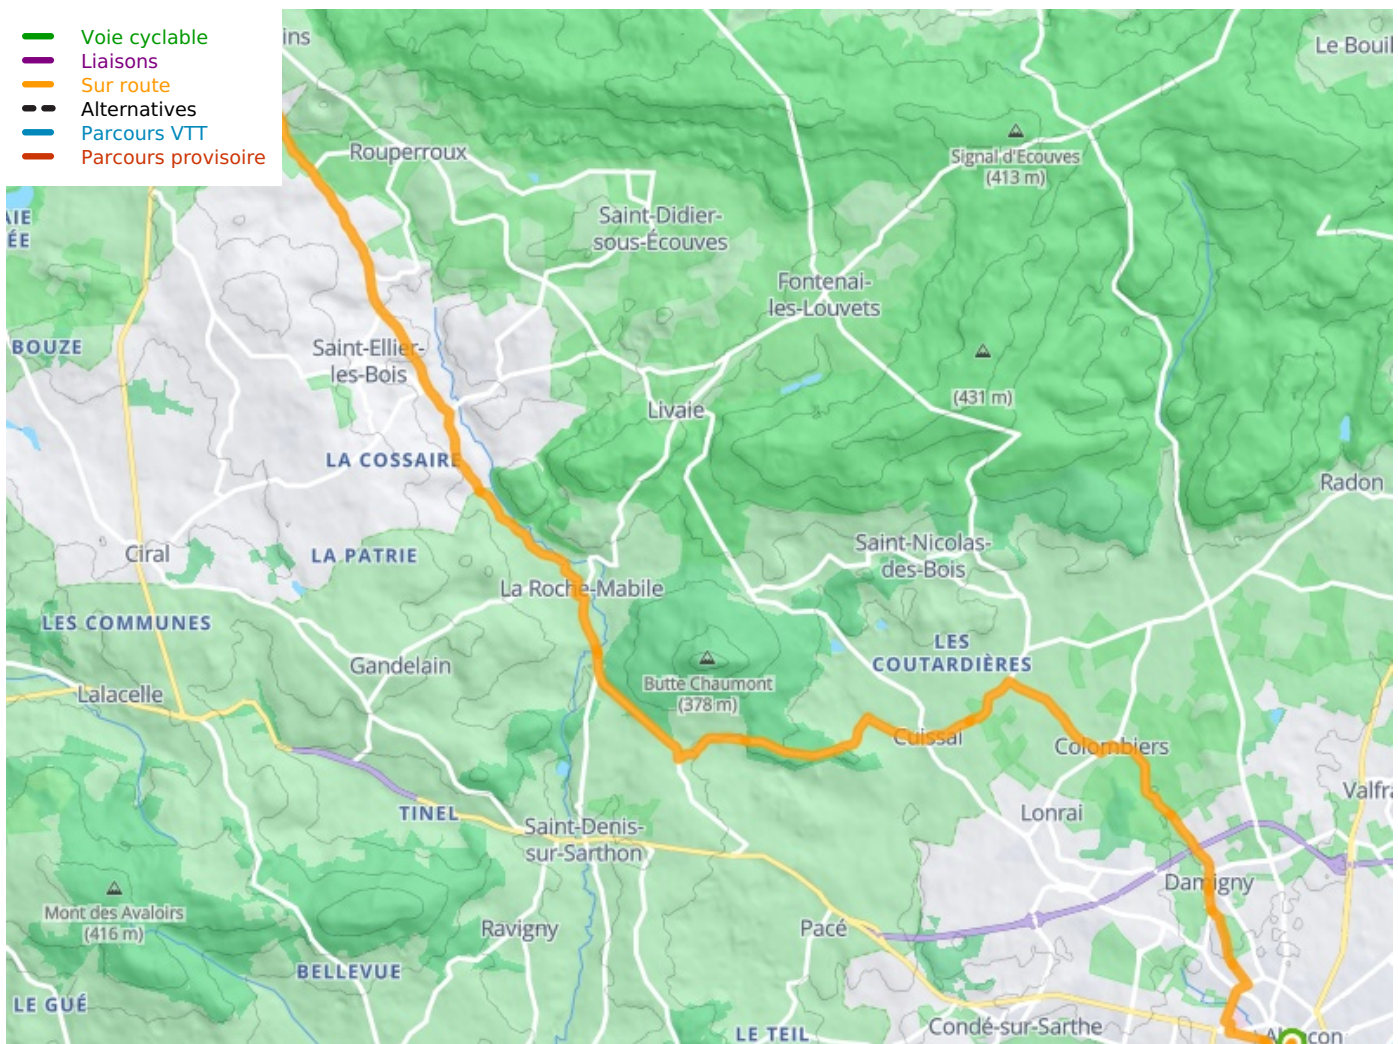 Voie cyclable
Liaisons
Sur route
Alternatives
Parcours VTT
Parcours provisoire
Rouperroux
Signal d'Ecouves
(413 m)
Saint-Didier-
sous-Écouves
Fontenai-
les-Louvets
BOUZE
Saint-Ellier-
les-Bois
(431 m)
Livaie
LA COSSAIRE
Radon
Ciral
LA PATRIE
Saint-Nicolas-
des-Bois
La Roche-Mabile
LES COMMUNES
LES
COUTARDIÈRES
Gandelain
Butte Chaumont
(378 m)
Lalacelle
Cuissai
Colombiers
TINEL
Lonrai
Saint-Denis-
sur-Sarthon
Damigny
Mont des Avaloirs
(416 m)
Ravigny
Pacé
BELLEVUE
LE GUÉ
LE TEIL
Condé-sur-Sarthe